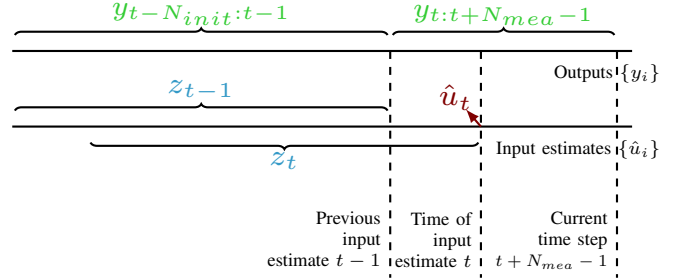 y_{t-N_{init}:t-1} y_{t:t+N_{mea}-1}
Outputs {y_i}
z_{t-1}
û_t
Input estimates {û_i}
z_t
Previous
input
estimate t − 1
Time of
input
estimate t
Current
time step
t + N_{mea} − 1